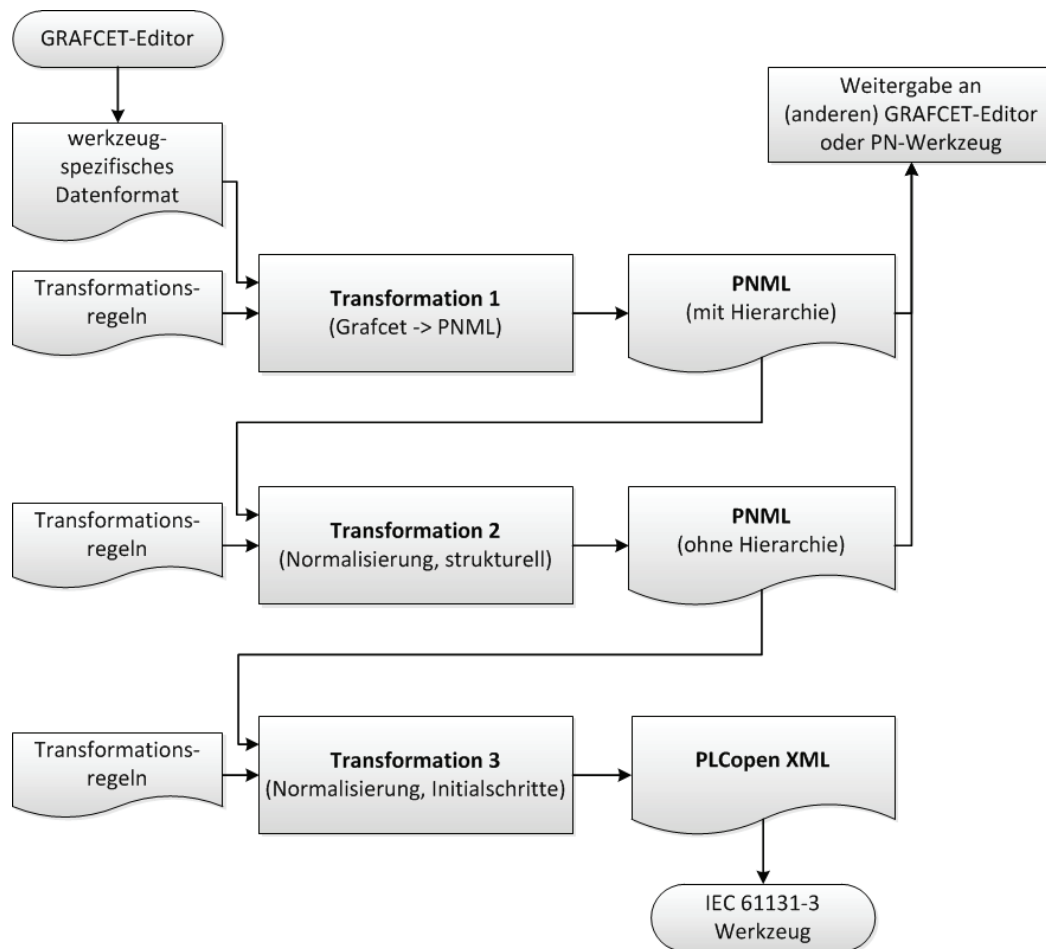 GRAFCET-Editor
werkzeug-
spezifisches
Datenformat
Weitergabe an
(anderen) GRAFCET-Editor
oder PN-Werkzeug
Transformations-
regeln
Transformation 1
(Grafcet -> PNML)
PNML
(mit Hierarchie)
Transformations-
regeln
Transformation 2
(Normalisierung, strukturell)
PNML
(ohne Hierarchie)
Transformations-
regeln
Transformation 3
(Normalisierung, Initialschritte)
PLCopen XML
IEC 61131-3
Werkzeug